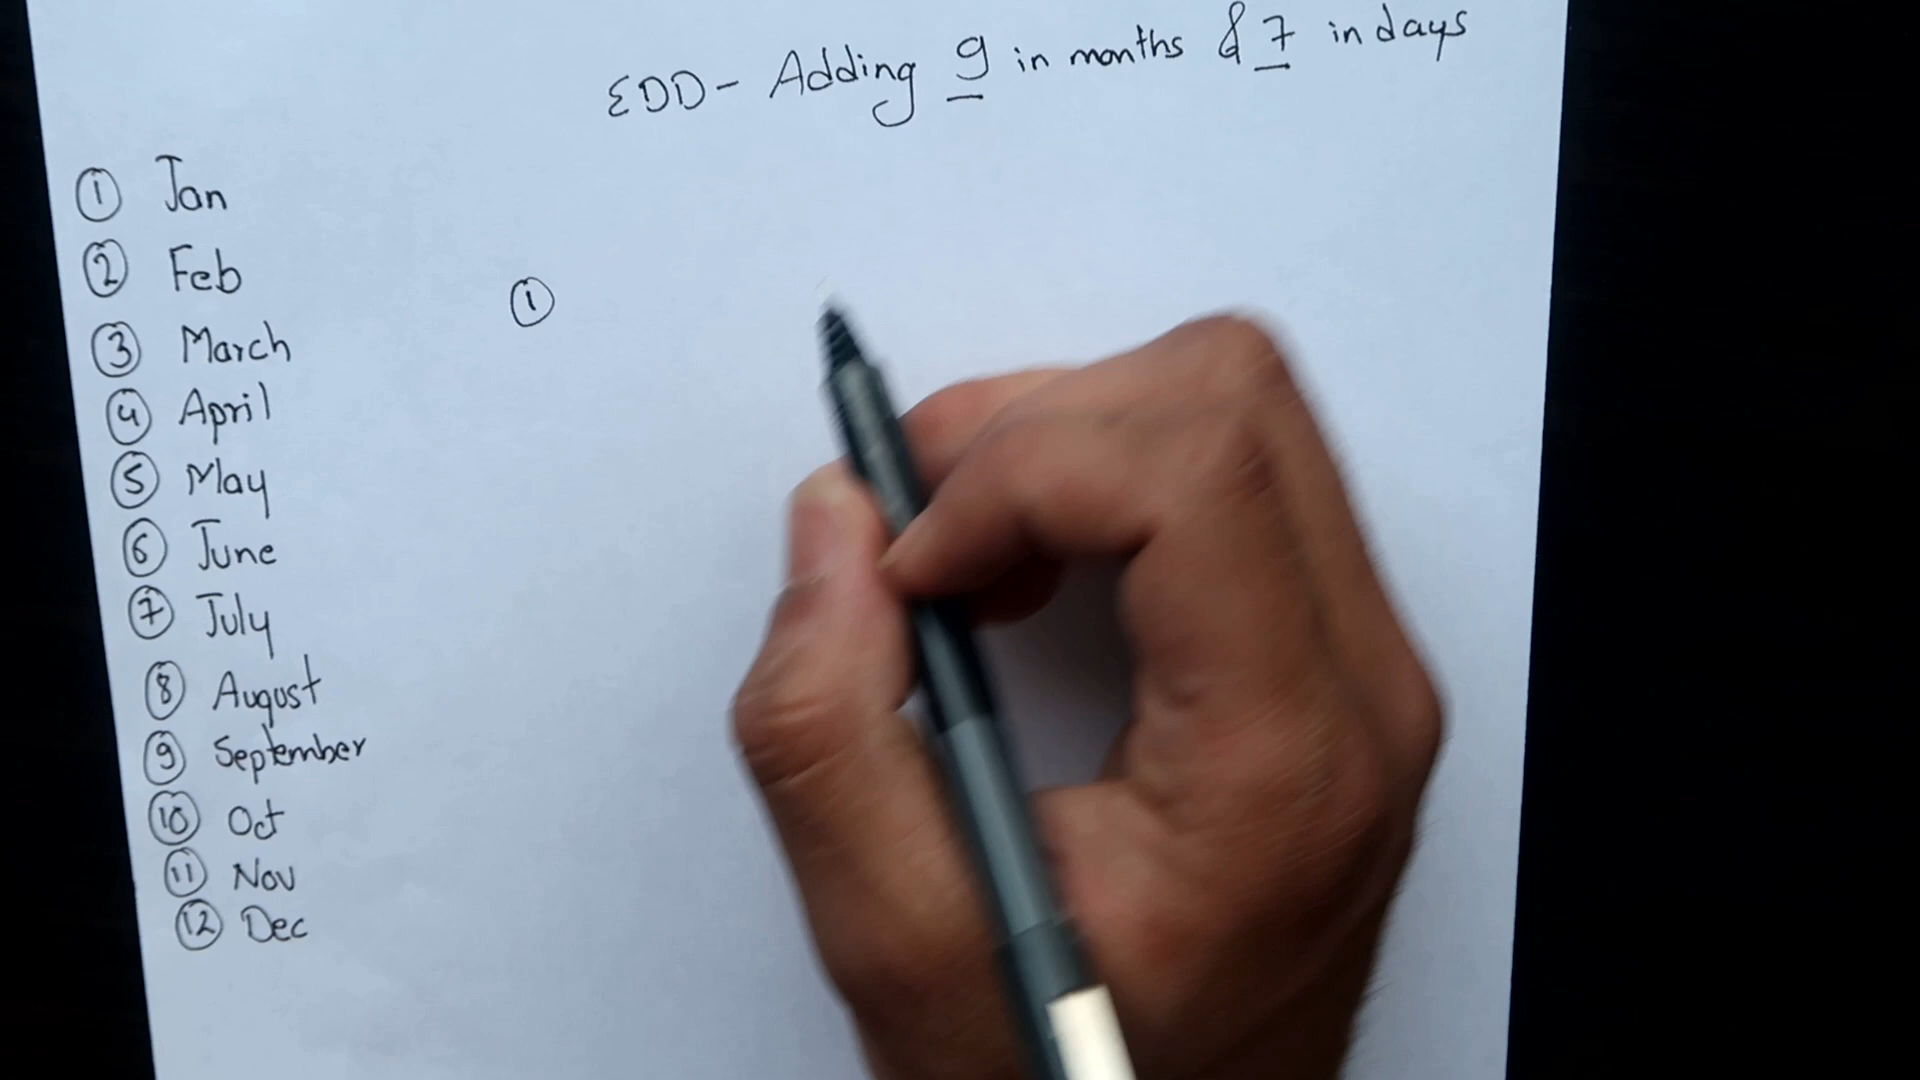 EDD - Adding 9 in months & 7 in days
① Jan
② Feb
③ March
④ April
⑤ May
⑥ June
⑦ July
⑧ August
⑨ September
⑩ Oct
⑪ Nov
⑫ Dec
①